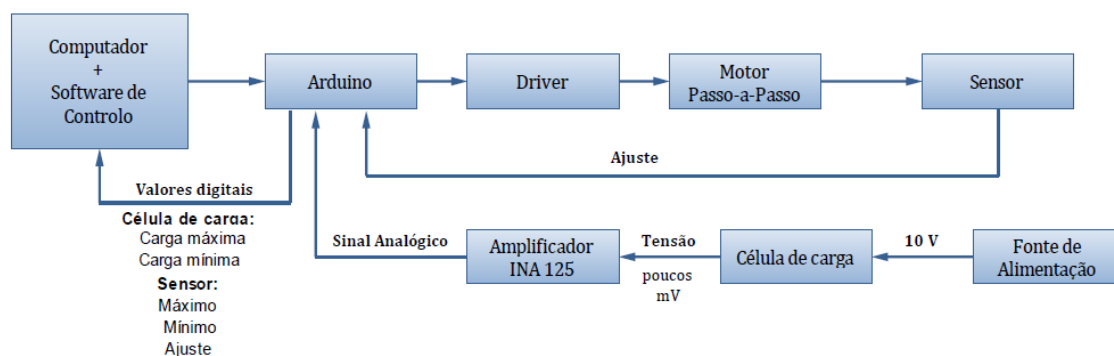 Computador
+
Software de
Controlo
Arduino
Driver
Motor
Passo-a-Passo
Sensor
Ajuste
Valores digitais
Célula de carga:
Carga máxima
Carga mínima
Sensor:
Máximo
Mínimo
Ajuste
Sinal Analógico
Amplificador
INA 125
Tensão
poucos
mV
Célula de carga
10 V
Fonte de
Alimentação